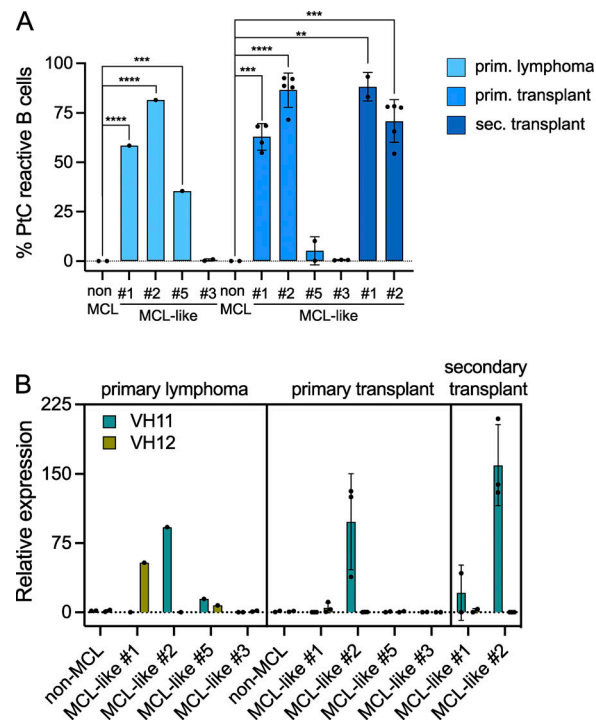 A
***
***
**
****
****
***
***
****
% PtC reactive B cells
100
75
50
25
0
prim. lymphoma
prim. transplant
sec. transplant
non
MCL
#1 #2 #5 #3
MCL-like
non
MCL
#1 #2 #5 #3 #1 #2
MCL-like
B
primary lymphoma
primary transplant
secondary
transplant
Relative expression
225
150
75
0
VH11
VH12
non-MCL
MCL-like #1
MCL-like #2
MCL-like #5
MCL-like #3
non-MCL
MCL-like #1
MCL-like #2
MCL-like #5
MCL-like #3
MCL-like #1
MCL-like #2